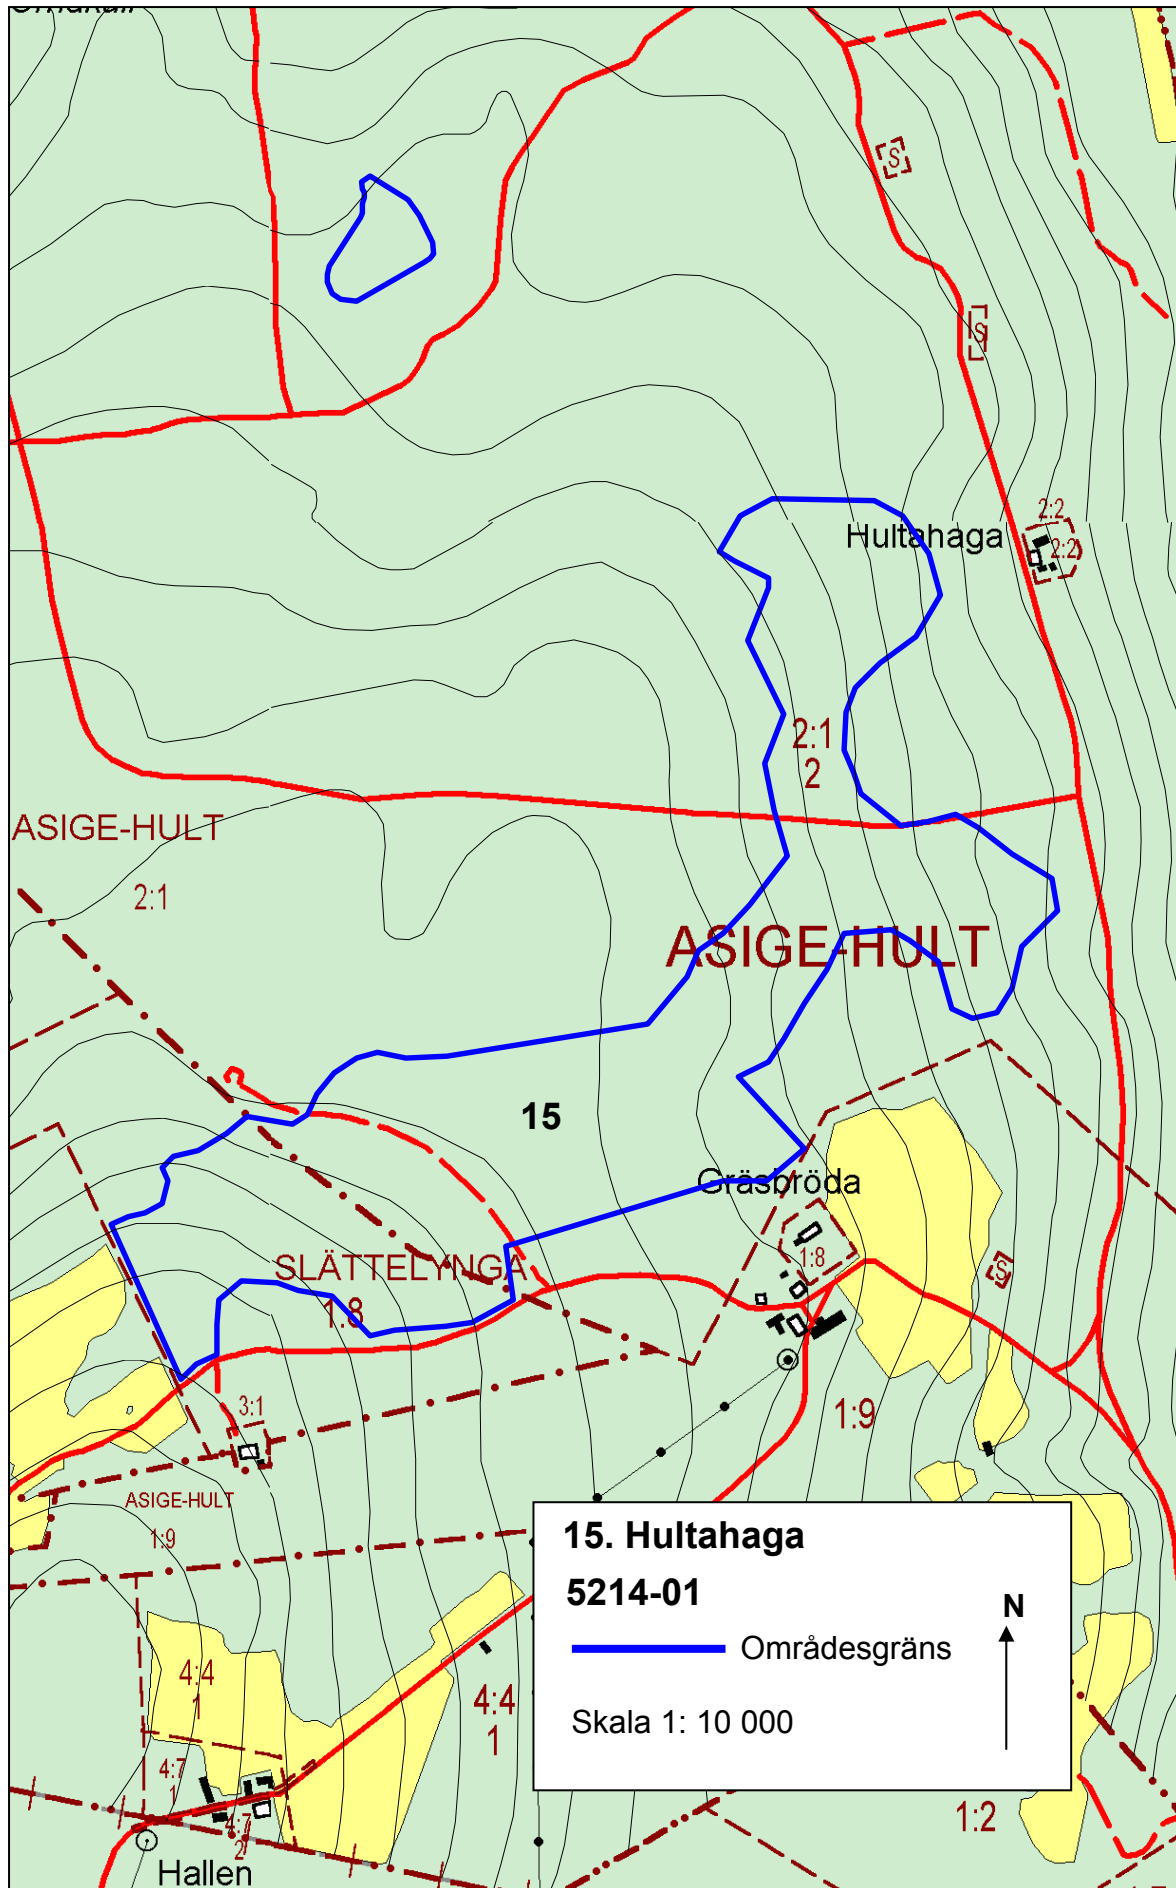 S
S
2:2
Hultahaga
2:2
2:1
2
ASIGE-HULT
2:1
ASIGE-HULT
15
Gräsbröda
1:8
SLÄTTELYNGA
1:8
S
3:1
1:9
ASIGE-HULT
1:9
15. Hultahaga
5214-01
N
Områdesgräns
Skala 1: 10 000
4:4
1
4:4
1
4:7
1
4:7
2
1:2
Hallen